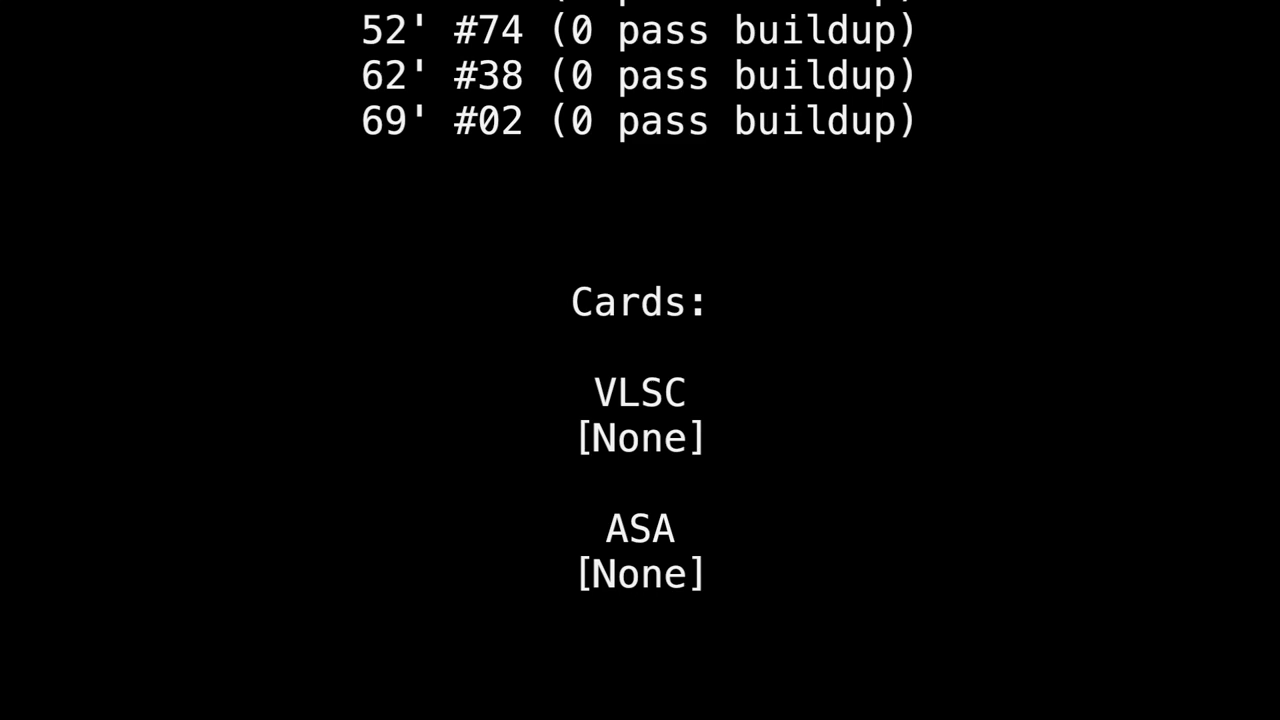 52' #74 (0 pass buildup)
62' #38 (0 pass buildup)
69' #02 (0 pass buildup)
Cards:
VLSC
[None]
ASA
[None]